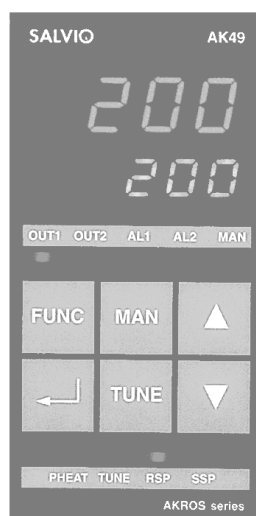 SALVIO AK49
200
200
OUT1 OUT2 AL1 AL2 MAN
FUNC MAN
TUNE
PHEAT TUNE RSP SSP
AKROS series